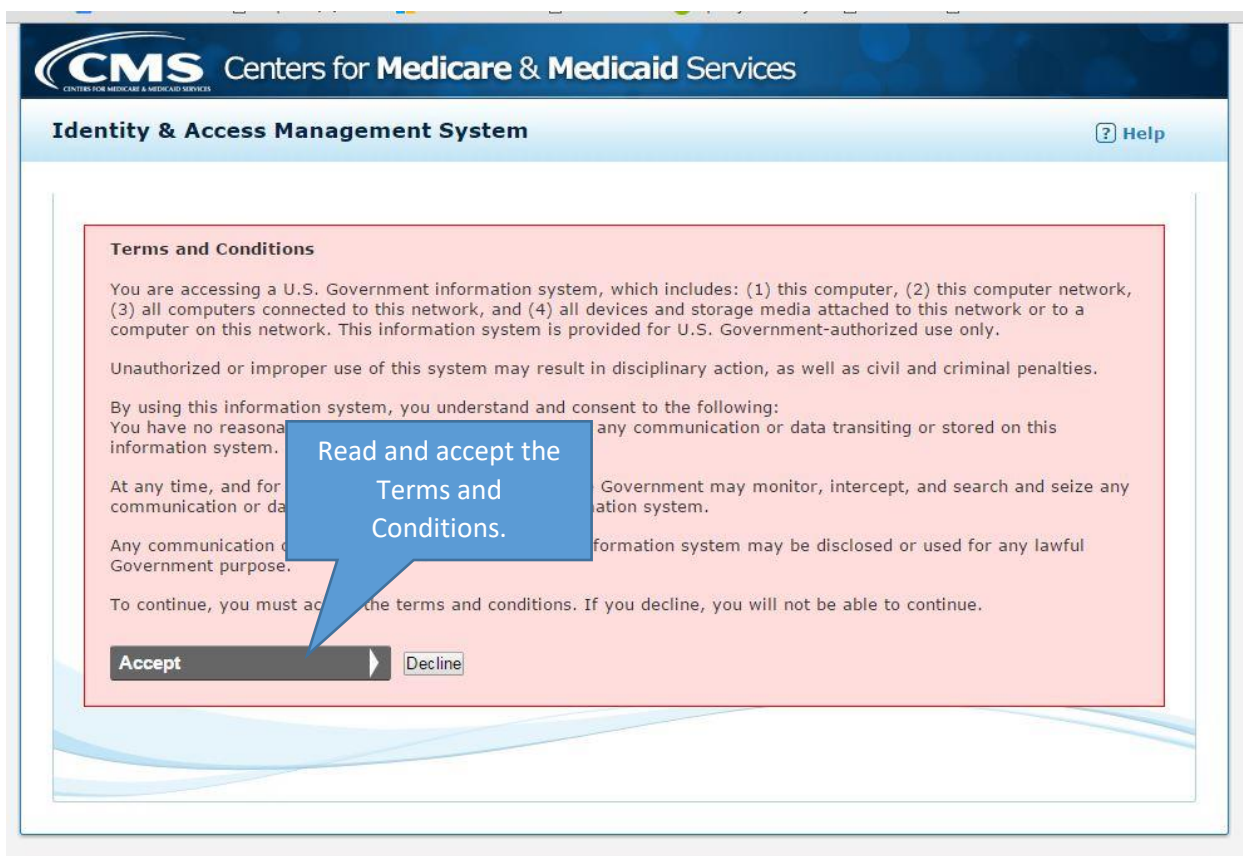 CMS Centers for Medicare & Medicaid Services
CENTERS FOR MEDICARE & MEDICAID SERVICES
Identity & Access Management System
? Help
Terms and Conditions
You are accessing a U.S. Government information system, which includes: (1) this computer, (2) this computer network,
(3) all computers connected to this network, and (4) all devices and storage media attached to this network or to a
computer on this network. This information system is provided for U.S. Government-authorized use only.
Unauthorized or improper use of this system may result in disciplinary action, as well as civil and criminal penalties.
By using this information system, you understand and consent to the following:
You have no any communication or data transiting or stored on this
information system.
At any time, and for Government may monitor, intercept, and search and seize any
communication or system.
Any communication system may be disclosed or used for any lawful
Government purpose.
To continue, you must the terms and conditions. If you decline, you will not be able to continue.
Read and accept the
Terms and
Conditions.
Accept
Decline